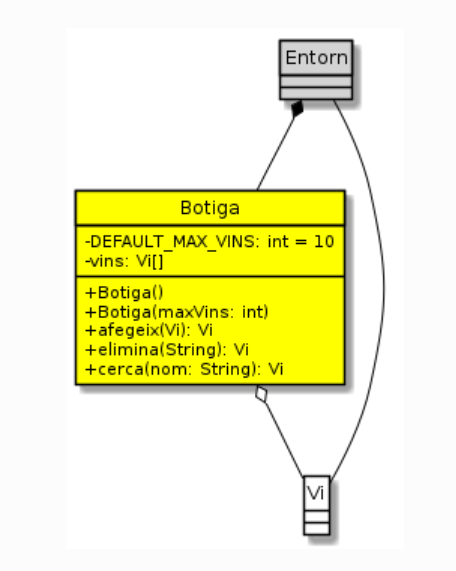 Entorn
Botiga
-DEFAULT_MAX_VINS: int = 10
-vins: Vi[]
+Botiga()
+Botiga(maxVins: int)
+afegeix(Vi): Vi
+elimina(String): Vi
+cerca(nom: String): Vi
Vi